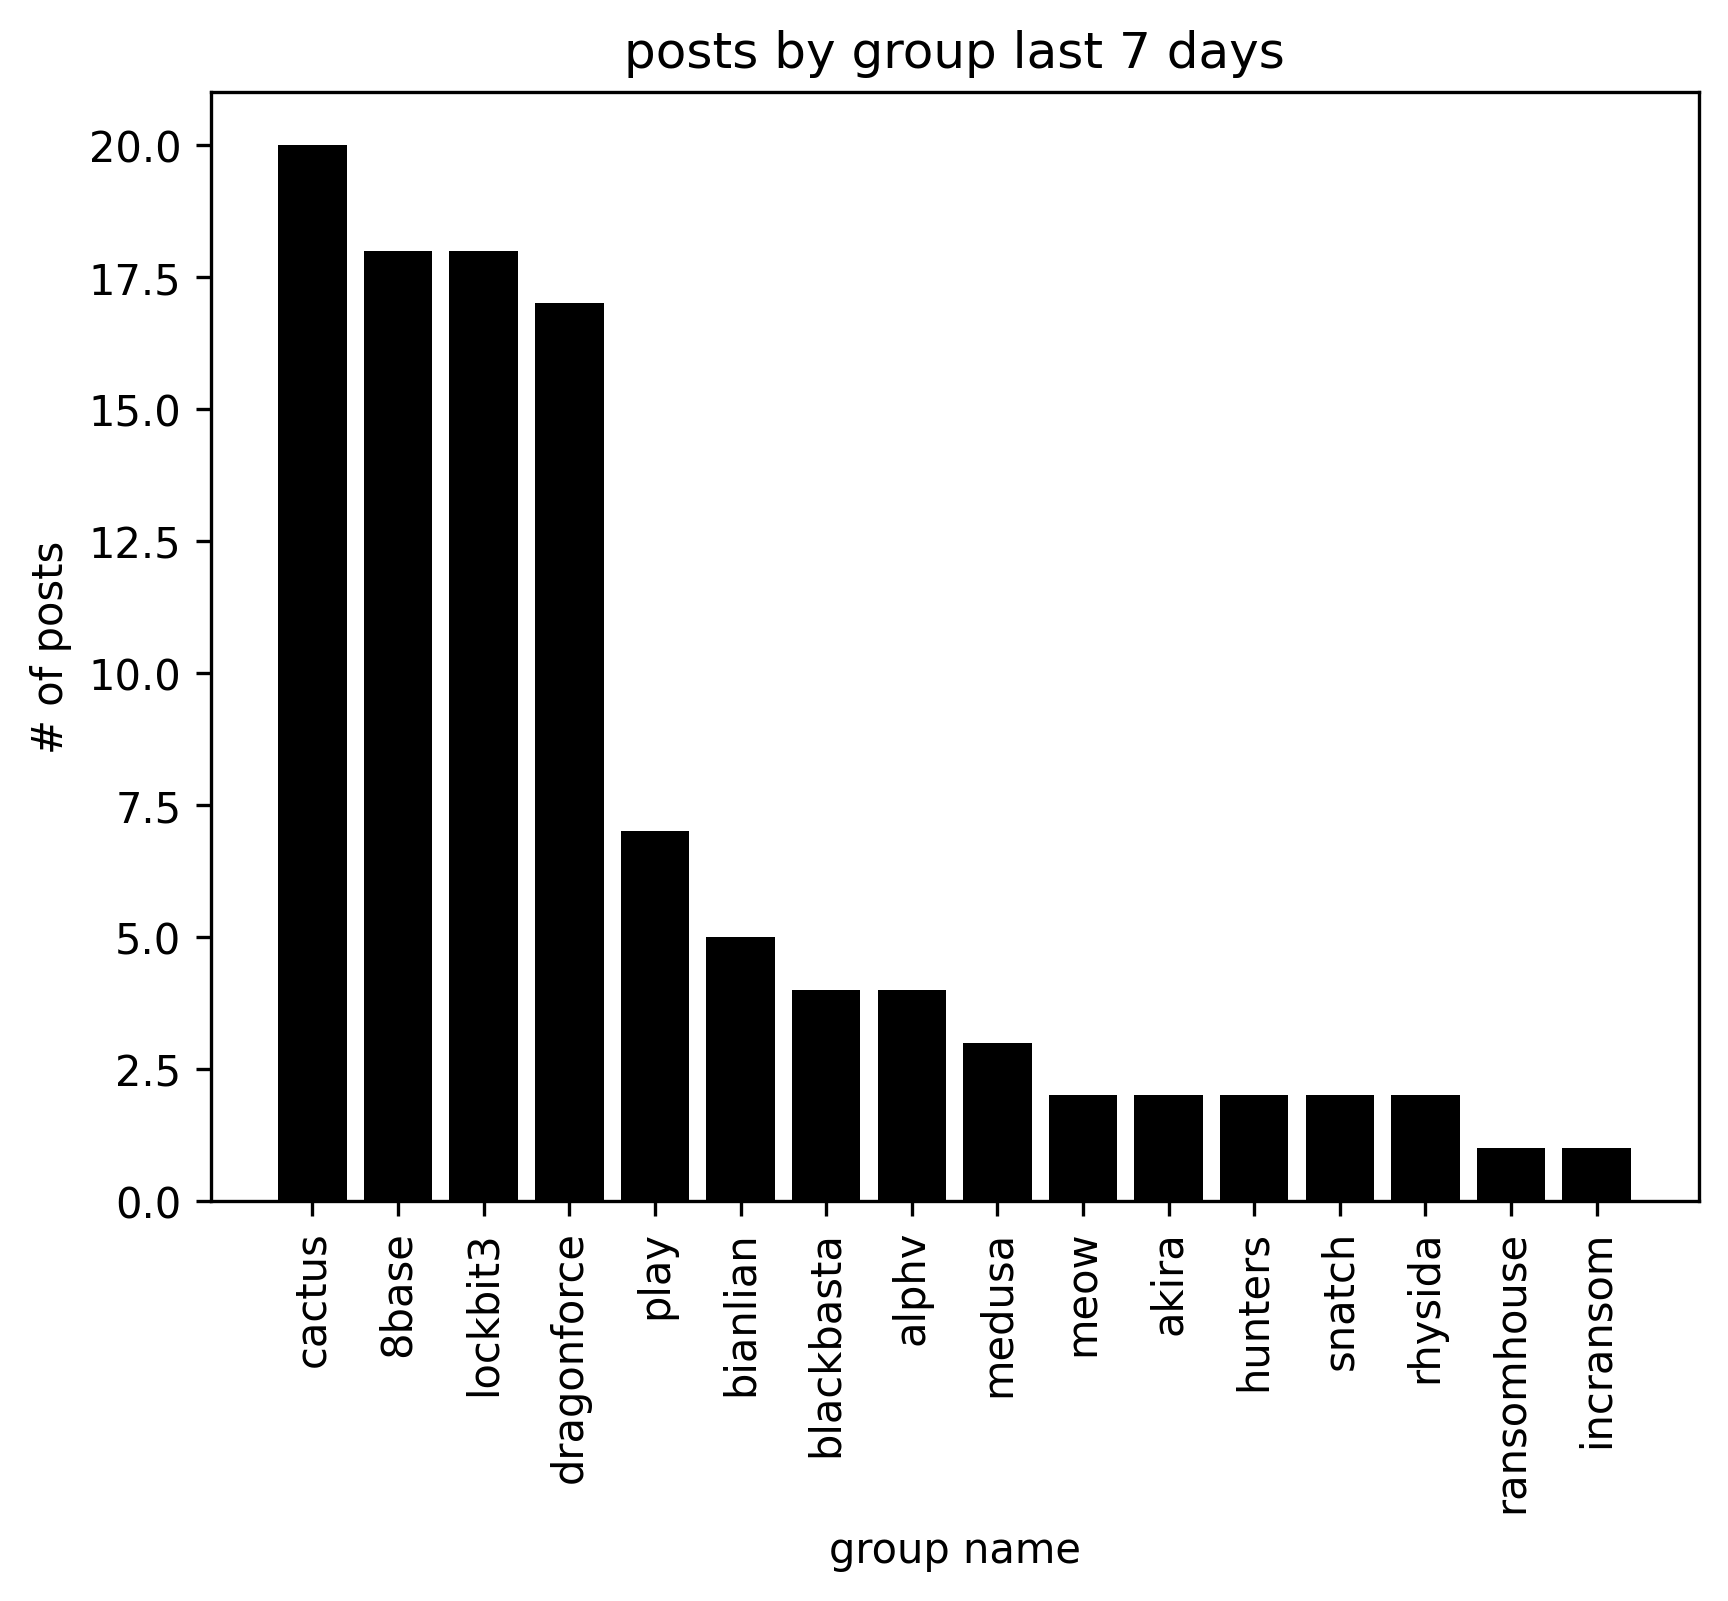 posts by group last 7 days
20.0
17.5
15.0
12.5
10.0
7.5
5.0
2.5
0.0
# of posts
cactus
8base
lockbit3
dragonforce
play
bianlian
blackbasta
alphv
medusa
meow
akira
hunters
snatch
rhysida
ransomhouse
incransom
group name